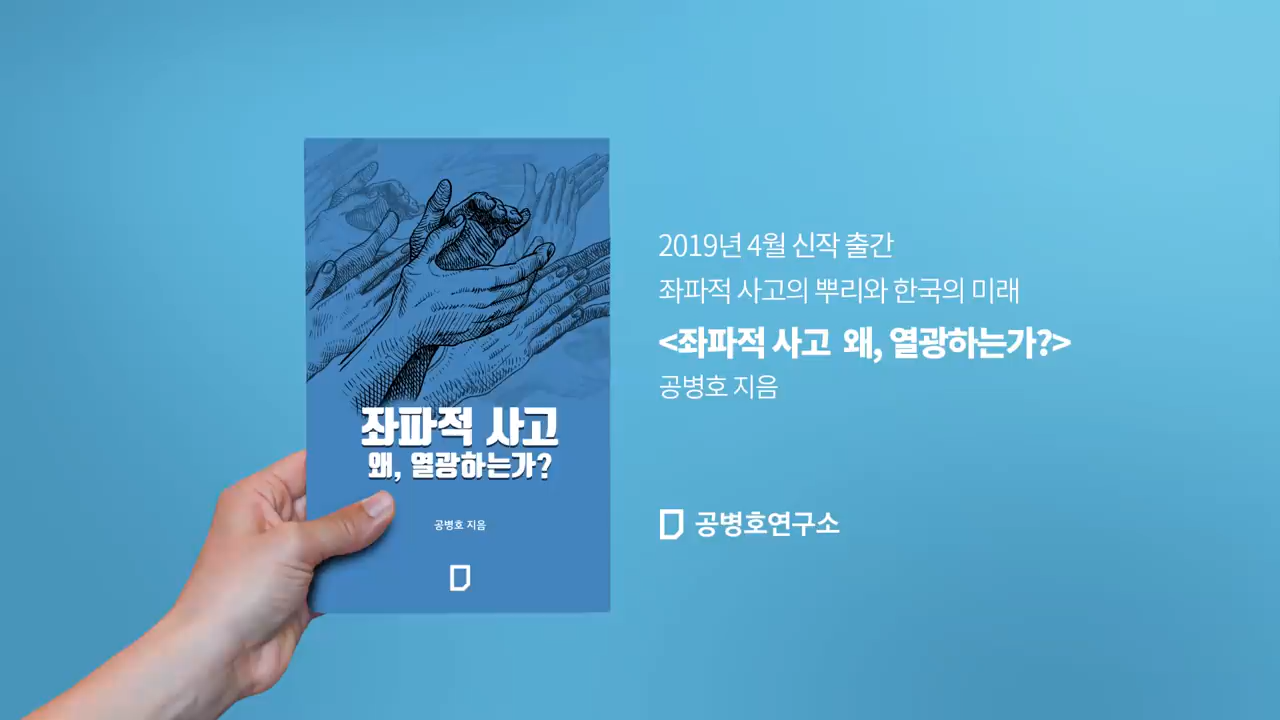 좌파적 사고
왜, 열광하는가?
공병호 지음
2019년 4월 신작 출간
좌파적 사고의 뿌리와 한국의 미래
<좌파적 사고 왜, 열광하는가?>
공병호 지음
공병호연구소